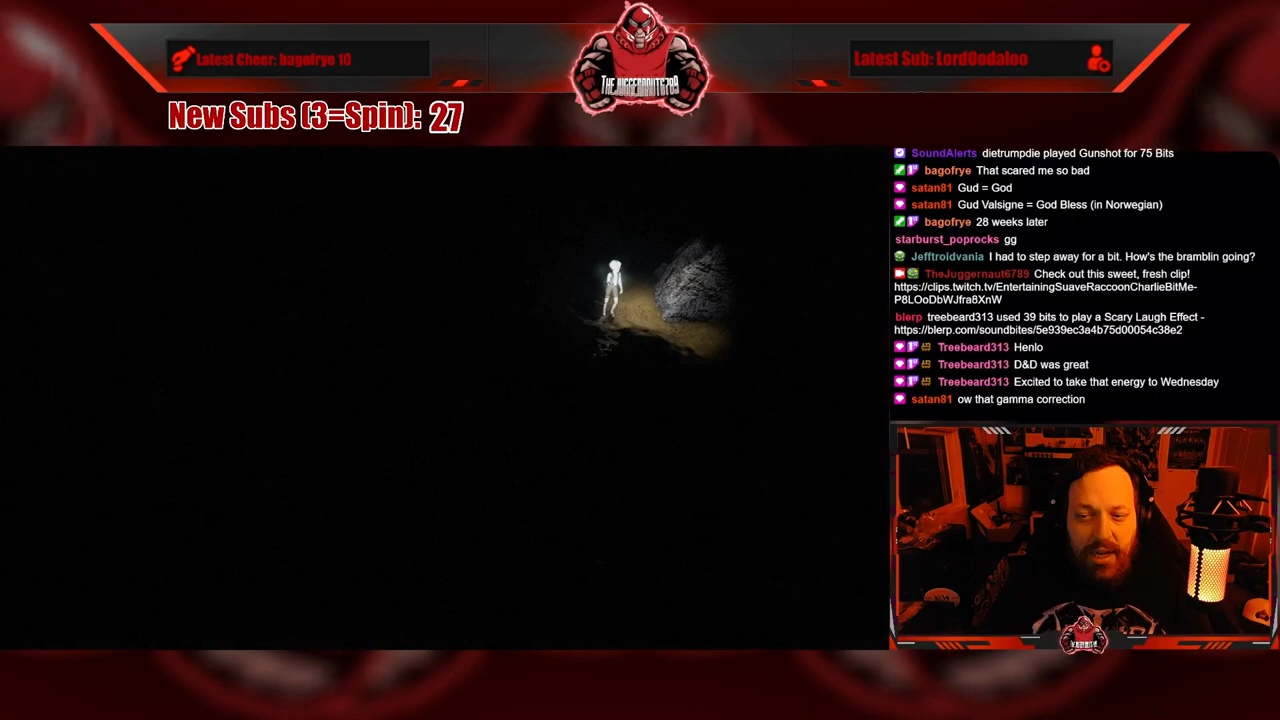 Latest Cheer: bagofrye 10
THEJUGGERNAUT6789
Latest Sub: LordOodaloo
New Subs (3=Spin): 27
SoundAlerts dietrumpdie played Gunshot for 75 Bits
bagofrye That scared me so bad
satan81 Gud = God
satan81 Gud Valsigne = God Bless (in Norwegian)
bagofrye 28 weeks later
starburst_poprocks gg
Jefftroidvania I had to step away for a bit. How's the bramblin going?
TheJuggernaut6789 Check out this sweet, fresh clip!
https://clips.twitch.tv/EntertainingSuaveRaccoonCharlieBitMe-
P8LOoDbWJfra8XnW
blerp treebeard313 used 39 bits to play a Scary Laugh Effect -
https://blerp.com/soundbites/5e939ec3a4b75d00054c38e2
Treebeard313 Henlo
Treebeard313 D&D was great
Treebeard313 Excited to take that energy to Wednesday
satan81 ow that gamma correction